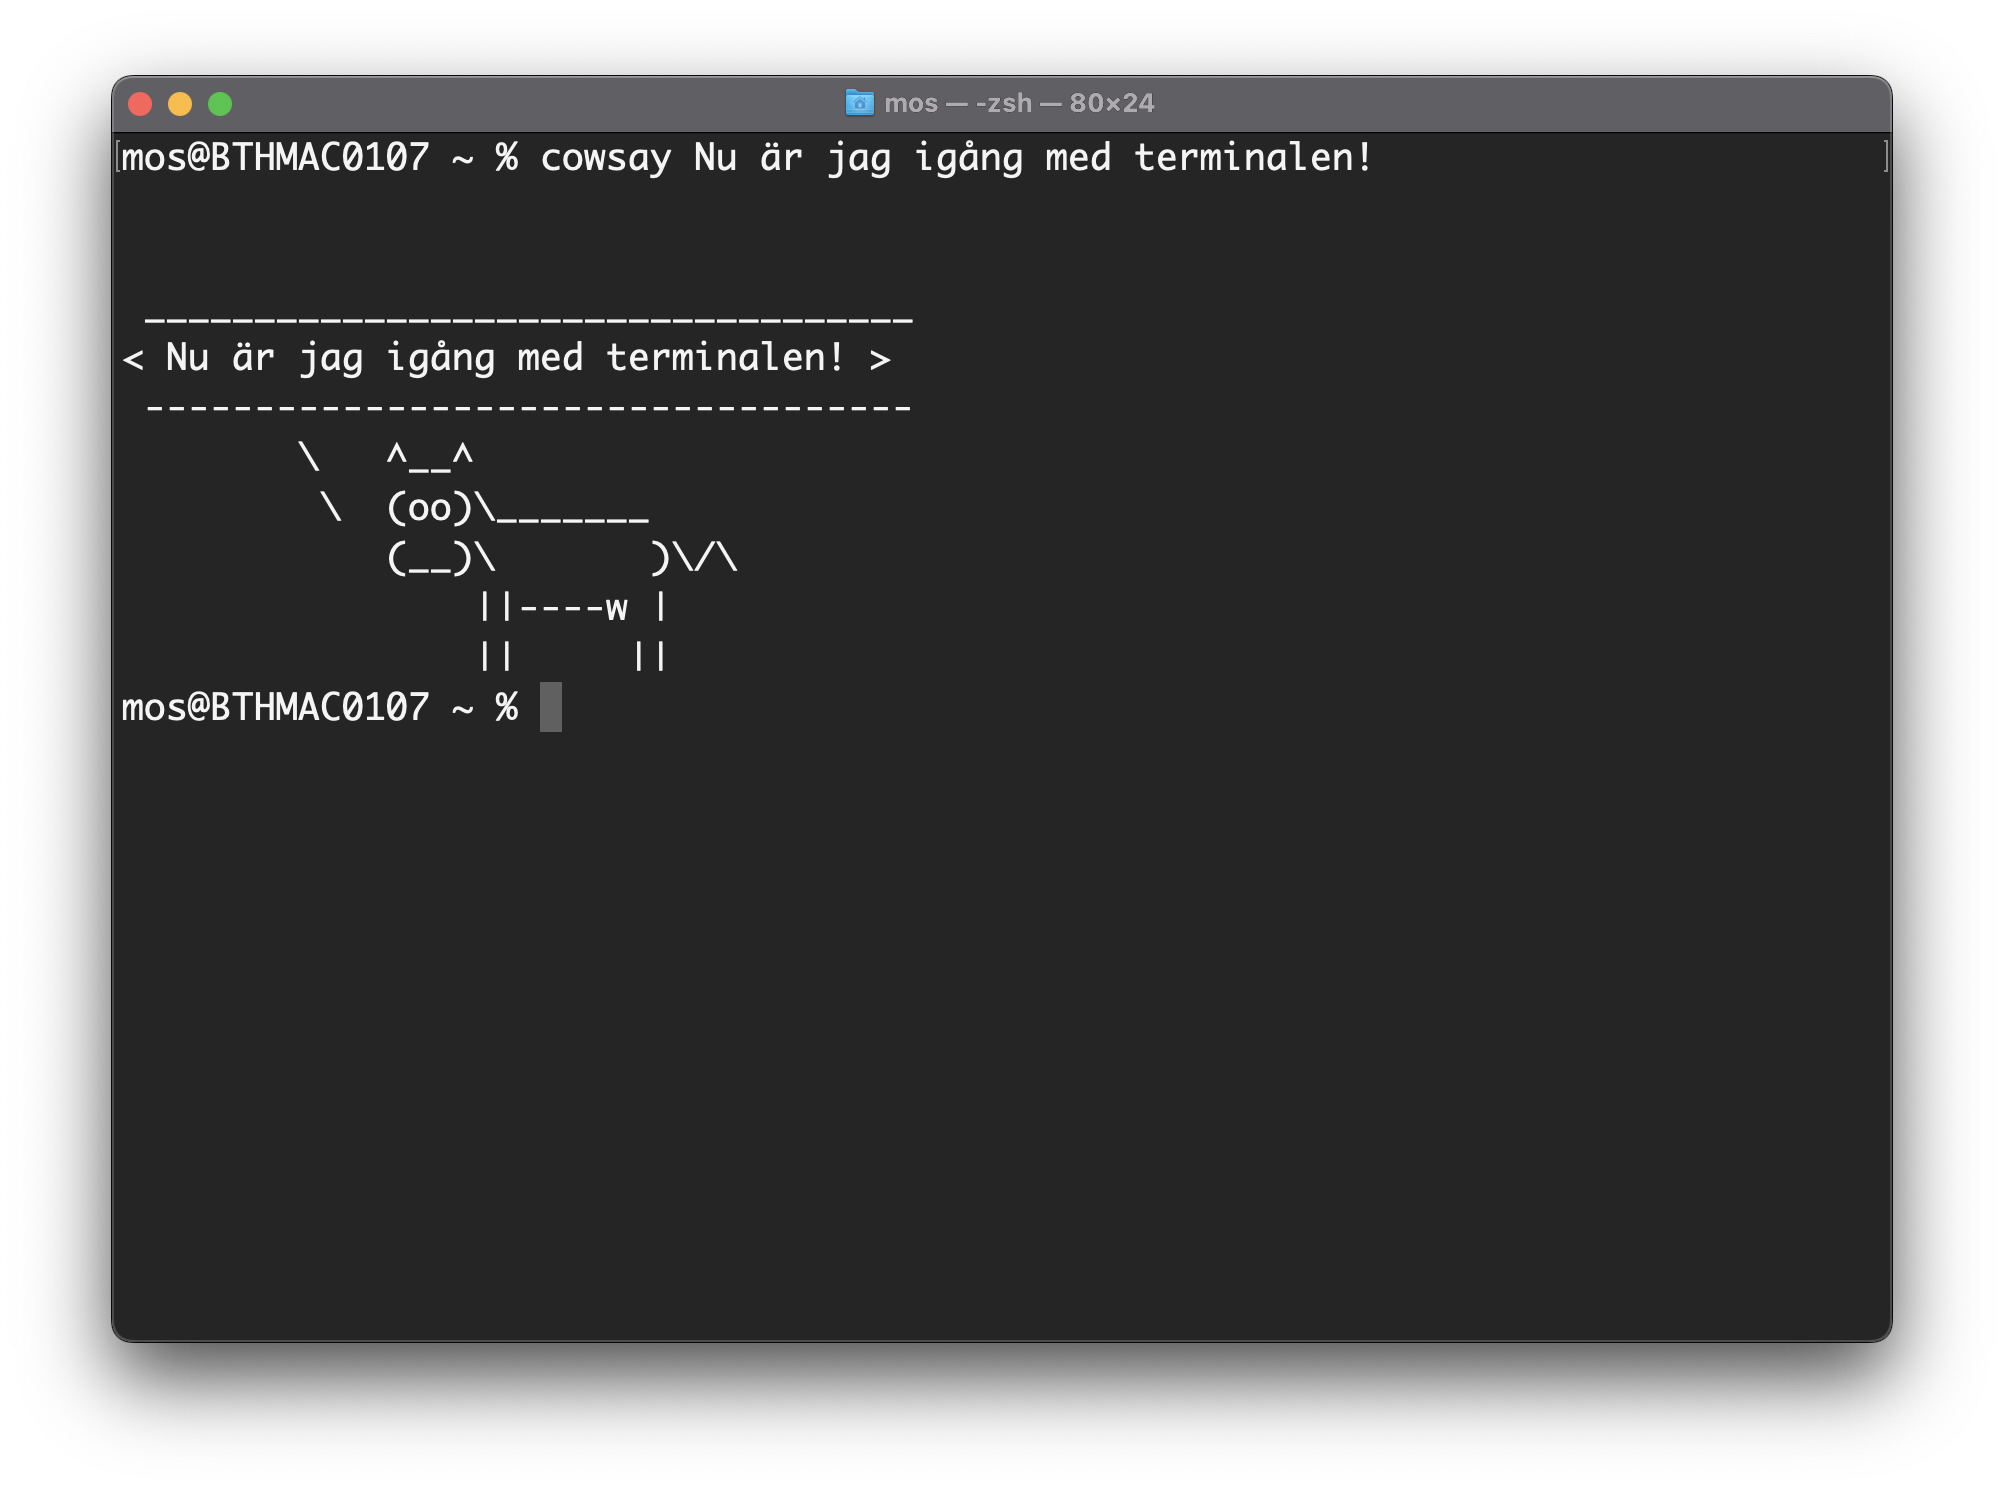 mos — -zsh — 80×24
mos@BTHMAC0107 ~ % cowsay Nu är jag igång med terminalen!
 ___________________________________
< Nu är jag igång med terminalen! >
 -----------------------------------
        \   ^__^
         \  (oo)\_______
            (__)\       )\/\
                ||----w |
                ||     ||
mos@BTHMAC0107 ~ %